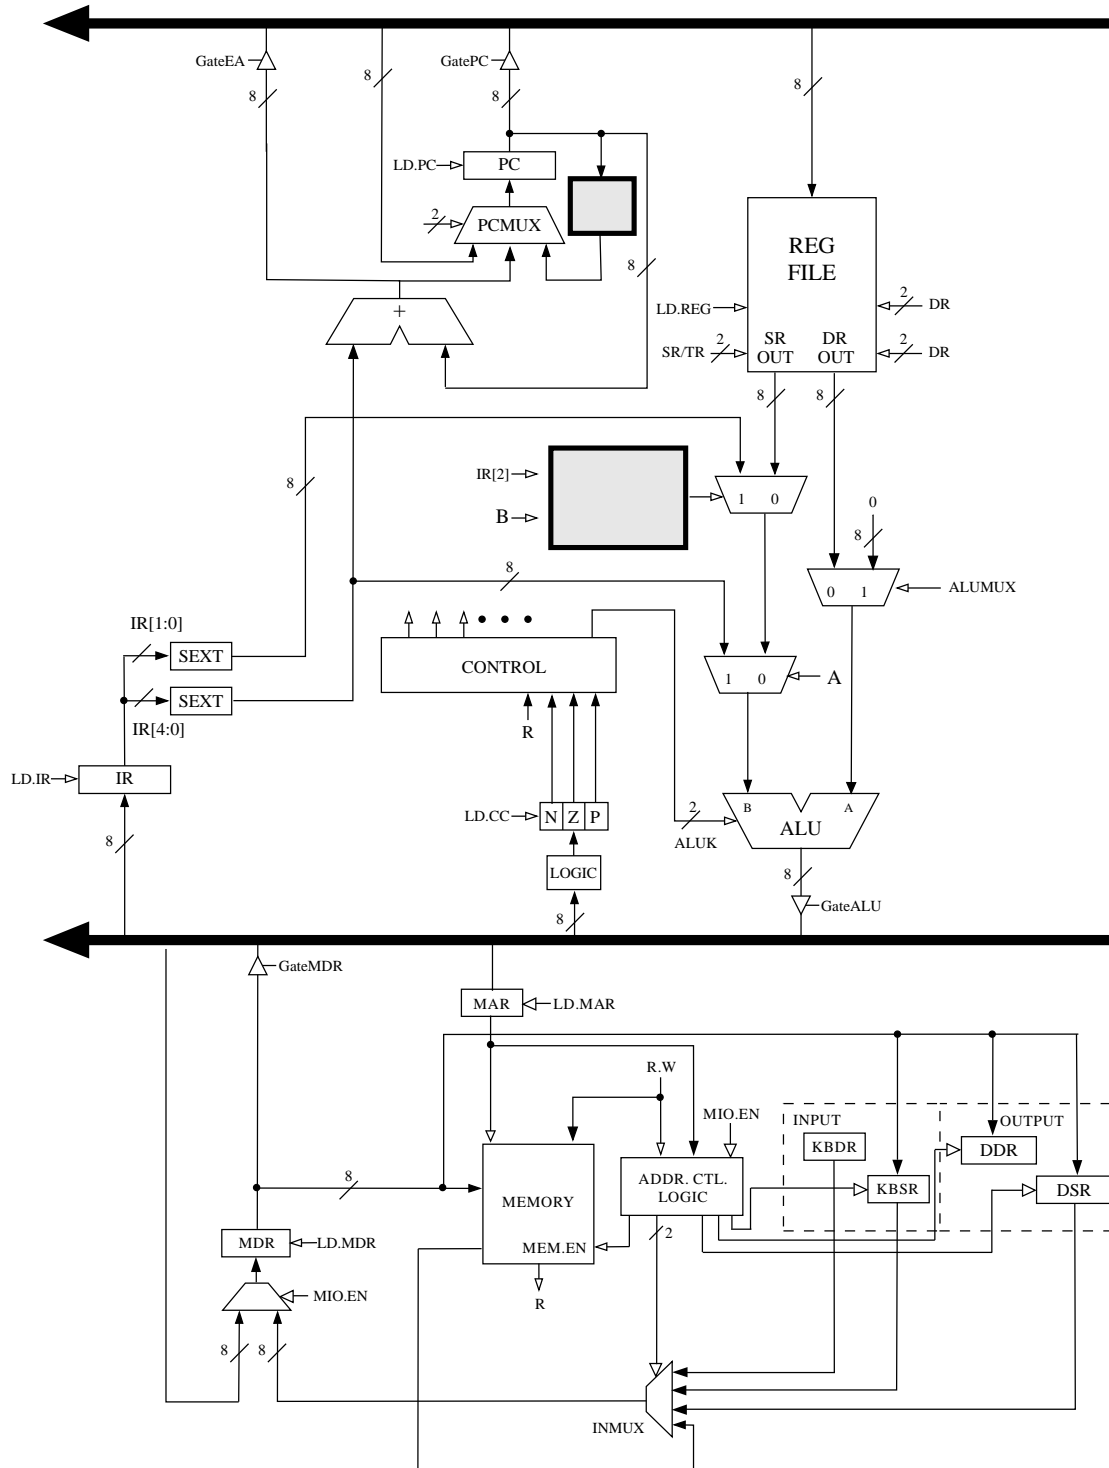 GateEA
8
8
GatePC
8
8
LD.PC
PC
2
PCMUX
8
+
REG
FILE
LD.REG
2
DR
SR/TR
2
SR
OUT
DR
OUT
2
DR
8
8
8
IR[2]
B
1 0
0
8
8
0 1
ALUMUX
IR[1:0]
SEXT
CONTROL
1 0
A
SEXT
IR[4:0]
R
LD.IR
IR
B
A
LD.CC
N Z P
2
ALU
ALUK
8
LOGIC
8
8
GateALU
GateMDR
MAR
LD.MAR
R.W
MIO.EN
INPUT
OUTPUT
KBDR
DDR
8
MEMORY
ADDR. CTL.
LOGIC
KBSR
DSR
MDR
LD.MDR
MEM.EN
2
MIO.EN
R
8
8
INMUX